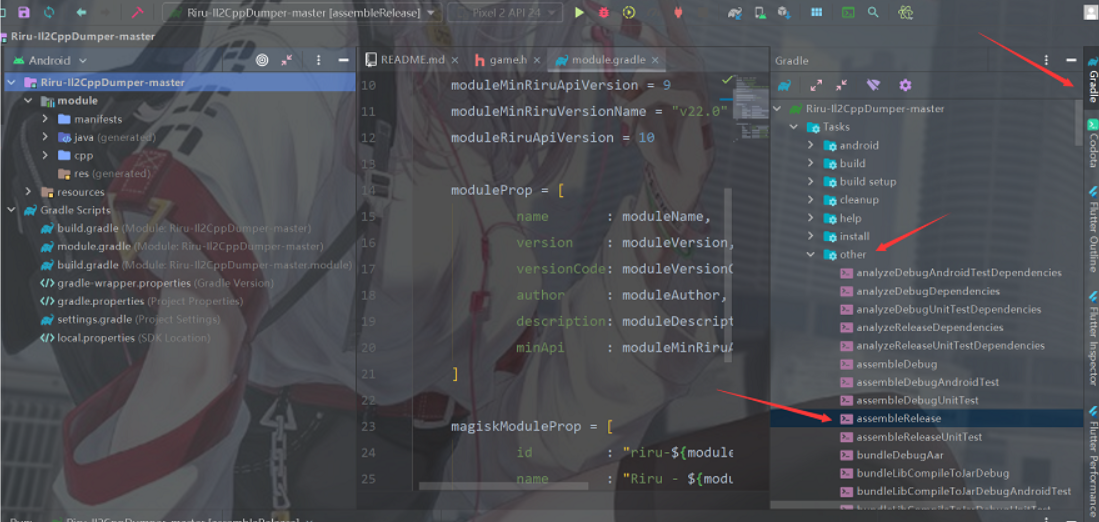 Riru-Il2CppDumper-master [assembleRelease]
Pixel 2 API 24
Riru-Il2CppDumper-master
Android
Riru-Il2CppDumper-master
module
manifests
java (generated)
cpp
res (generated)
resources
Gradle Scripts
build.gradle (Module: Riru-Il2CppDumper-master)
module.gradle (Module: Riru-Il2CppDumper-master)
build.gradle (Module: Riru-Il2CppDumper-master.module)
gradle-wrapper.properties (Gradle Version)
gradle.properties (Project Properties)
settings.gradle (Project Settings)
local.properties (SDK Location)
README.md
game.h
module.gradle
10 moduleMinRiruApiVersion = 9
11 moduleMinRiruVersionName = "v22.0"
12 moduleRiruApiVersion = 10
13
14 moduleProp = [
15 name : moduleName,
16 version : moduleVersion,
17 versionCode: moduleVersionC
18 author : moduleAuthor,
19 description: moduleDescript
20 minApi : moduleMinRiruA
21 ]
22
23 magiskModuleProp = [
24 id : "riru-${module
25 name : "Riru - ${modu
Gradle
Riru-Il2CppDumper-master
Tasks
android
build
build setup
cleanup
help
install
other
analyzeDebugAndroidTestDependencies
analyzeDebugDependencies
analyzeDebugUnitTestDependencies
analyzeReleaseDependencies
analyzeReleaseUnitTestDependencies
assembleDebug
assembleDebugAndroidTest
assembleDebugUnitTest
assembleRelease
assembleReleaseUnitTest
bundleDebugAar
bundleLibCompileToJarDebug
bundleLibCompileToJarDebugAndroidTest
Gradle
Codota
Flutter Outline
Flutter Inspector
Flutter Performance
Riru-Il2CppDumper-master [assembleRelease]